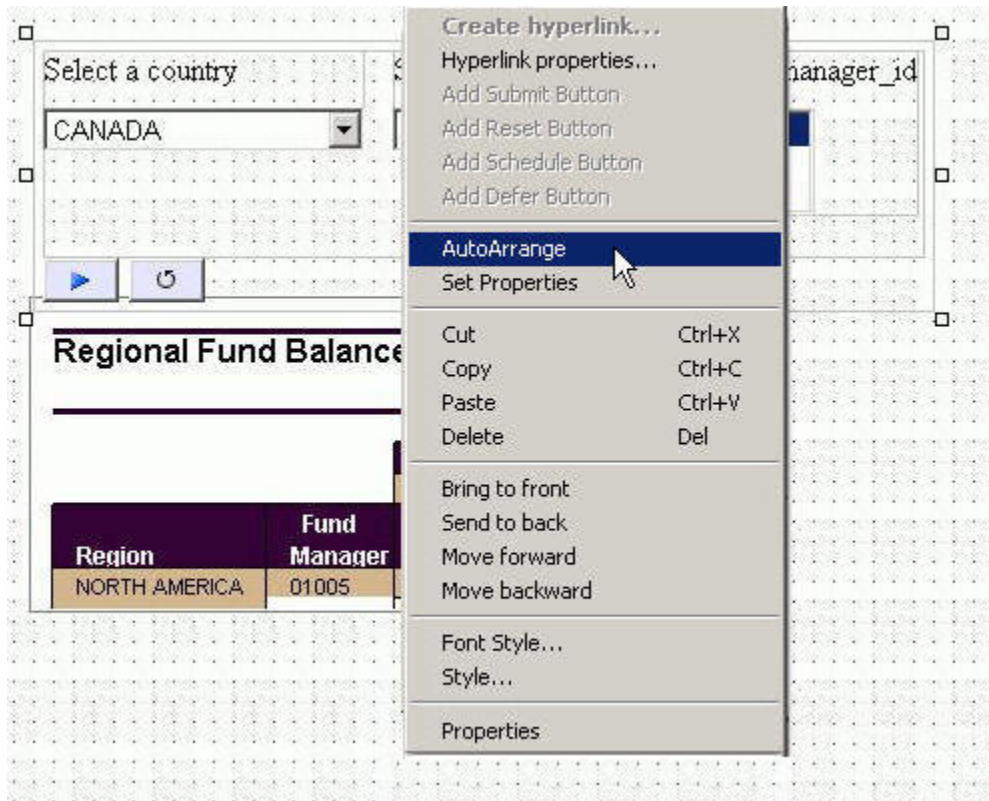 Create hyperlink...
Hyperlink properties...
Add Submit Button
Add Reset Button
Add Schedule Button
Add Defer Button
AutoArrange
Set Properties
Cut Ctrl+X
Copy Ctrl+C
Paste Ctrl+V
Delete Del
Bring to front
Send to back
Move forward
Move backward
Font Style...
Style...
Properties
Select a country
manager_id
CANADA
Regional Fund Balance
Fund
Region Manager
NORTH AMERICA 01005